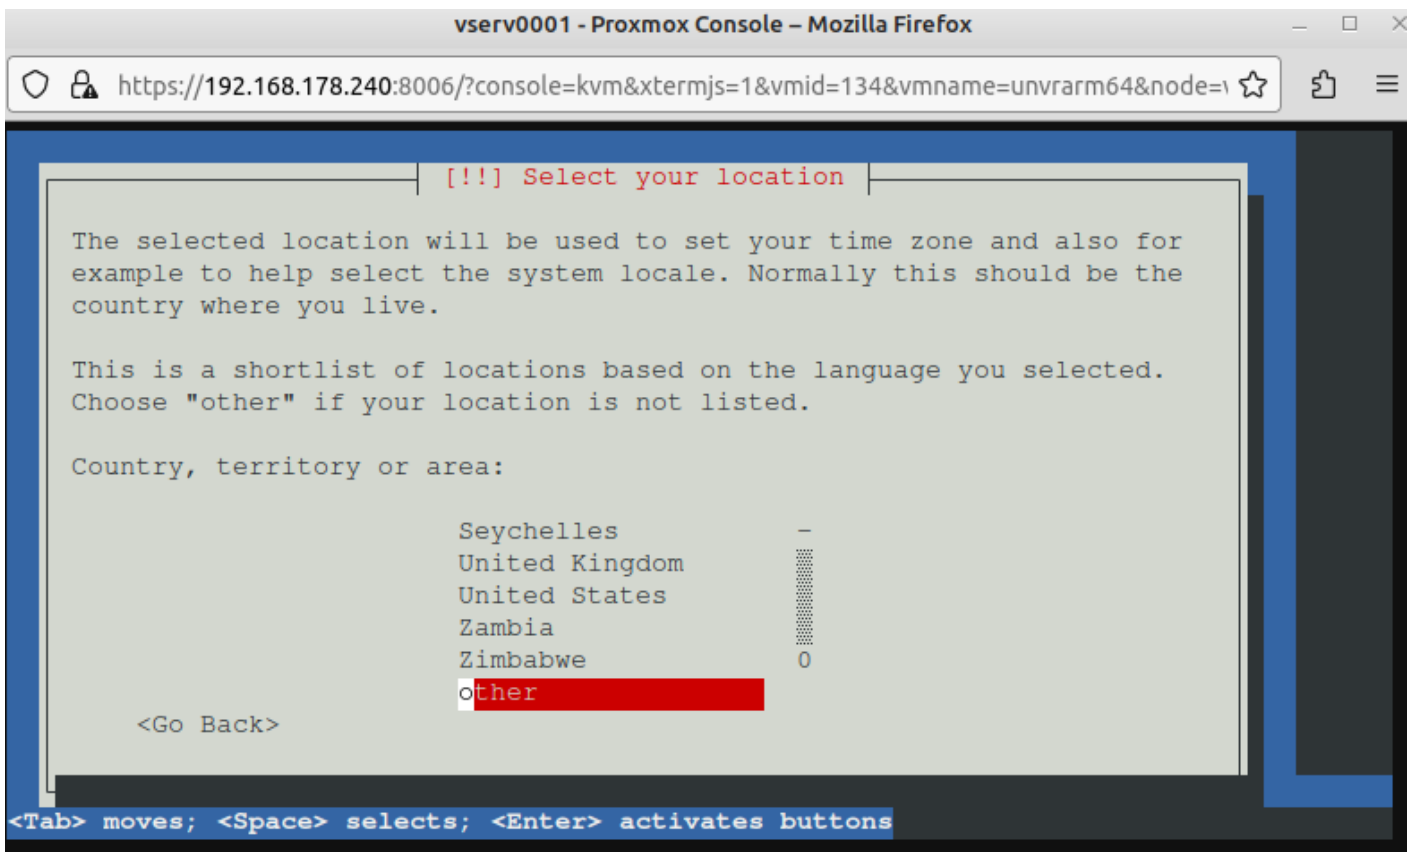 vserv0001 - Proxmox Console – Mozilla Firefox
https://192.168.178.240:8006/?console=kvm&xtermjs=1&vmid=134&vmname=unvrarm64&node=
[!!] Select your location
The selected location will be used to set your time zone and also for
example to help select the system locale. Normally this should be the
country where you live.
This is a shortlist of locations based on the language you selected.
Choose "other" if your location is not listed.
Country, territory or area:
Seychelles
United Kingdom
United States
Zambia
Zimbabwe
other
<Go Back>
<Tab> moves; <Space> selects; <Enter> activates buttons